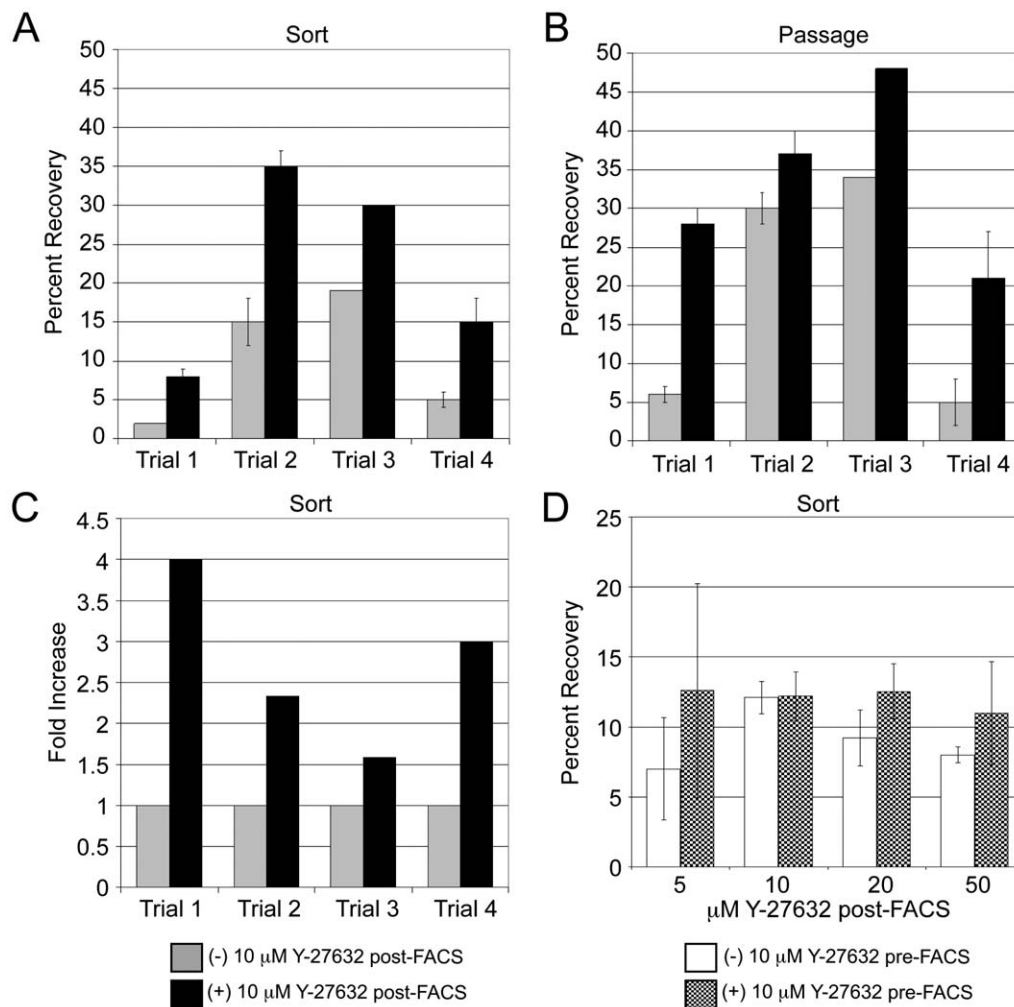 A
Sort
Percent Recovery
50
45
40
35
30
25
20
15
10
5
0
Trial 1 Trial 2 Trial 3 Trial 4
B
Passage
Percent Recovery
50
45
40
35
30
25
20
15
10
5
0
Trial 1 Trial 2 Trial 3 Trial 4
C
Sort
Fold Increase
4.5
4
3.5
3
2.5
2
1.5
1
0.5
0
Trial 1 Trial 2 Trial 3 Trial 4
(-) 10 μM Y-27632 post-FACS
(+) 10 μM Y-27632 post-FACS
D
Sort
Percent Recovery
25
20
15
10
5
0
5 10 20 50
μM Y-27632 post-FACS
(-) 10 μM Y-27632 pre-FACS
(+) 10 μM Y-27632 pre-FACS